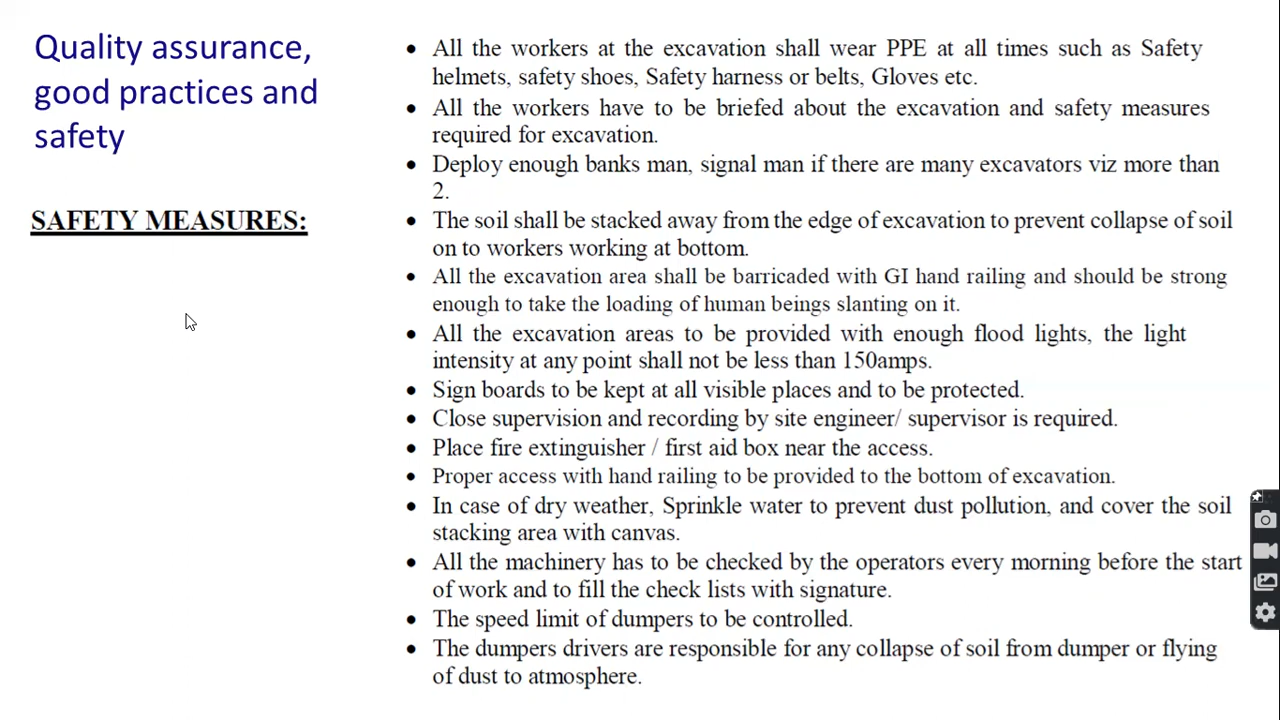 Quality assurance,
good practices and
safety
SAFETY MEASURES:
• All the workers at the excavation shall wear PPE at all times such as Safety
helmets, safety shoes, Safety harness or belts, Gloves etc.
• All the workers have to be briefed about the excavation and safety measures
required for excavation.
• Deploy enough banks man, signal man if there are many excavators viz more than
2.
• The soil shall be stacked away from the edge of excavation to prevent collapse of soil
on to workers working at bottom.
• All the excavation area shall be barricaded with GI hand railing and should be strong
enough to take the loading of human beings slanting on it.
• All the excavation areas to be provided with enough flood lights, the light
intensity at any point shall not be less than 150amps.
• Sign boards to be kept at all visible places and to be protected.
• Close supervision and recording by site engineer/ supervisor is required.
• Place fire extinguisher / first aid box near the access.
• Proper access with hand railing to be provided to the bottom of excavation.
• In case of dry weather, Sprinkle water to prevent dust pollution, and cover the soil
stacking area with canvas.
• All the machinery has to be checked by the operators every morning before the start
of work and to fill the check lists with signature.
• The speed limit of dumpers to be controlled.
• The dumpers drivers are responsible for any collapse of soil from dumper or flying
of dust to atmosphere.